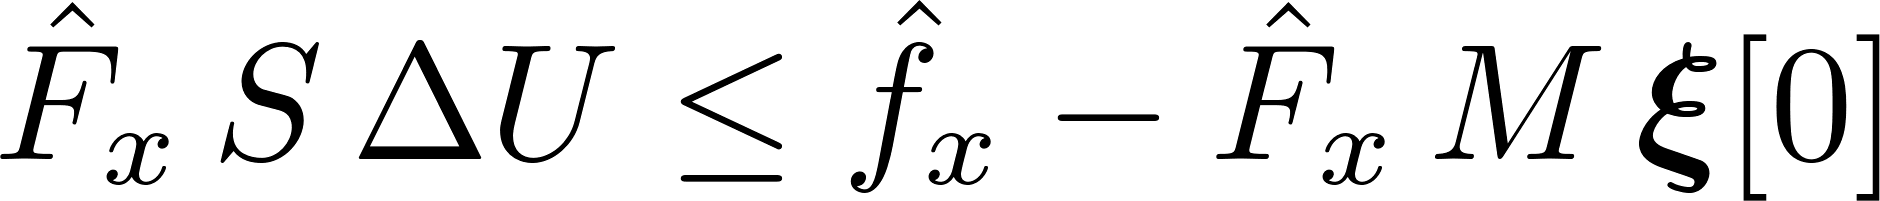 $\hat{F}_x \; S \, \Delta U \leq \hat{f}_x - \hat{F}_x \; M \, \boldsymbol{\xi}[0]$